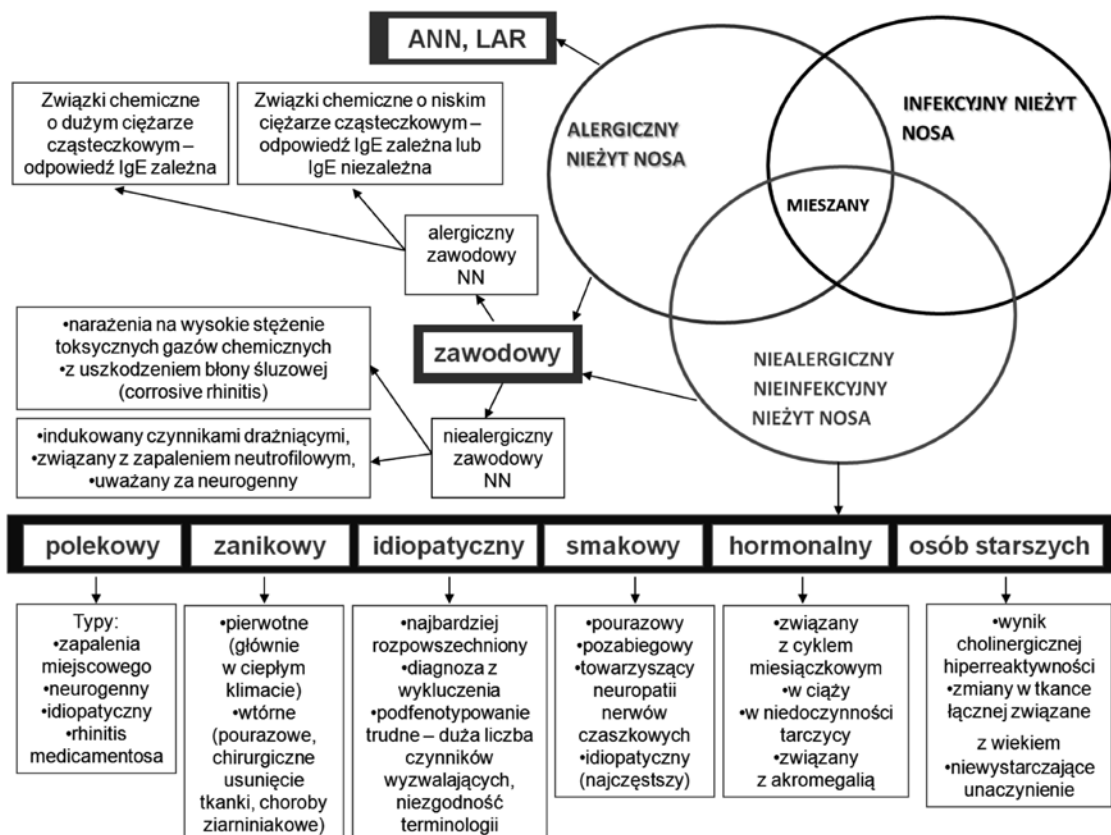 ANN, LAR
Związki chemiczne
o dużym ciężarze
cząsteczkowym –
odpowiedź IgE zależna
Związki chemiczne o niskim
ciężarze cząsteczkowym –
odpowiedź IgE zależna lub
IgE niezależna
ALERGICZNY
NIEŻYT NOSA
INFEKCYJNY NIEŻYT
NOSA
MIESZANY
alergiczny
zawodowy
NN
•narażenia na wysokie stężenie
toksycznych gazów chemicznych
•z uszkodzeniem błony śluzowej
(corrosive rhinitis)
zawodowy
NIEALERGICZNY
NIEINFEKCYJNY
NIEŻYT NOSA
•indukowany czynnikami drażniącymi,
•związany z zapaleniem neutrofilowym,
•uważany za neurogenny
niealergiczny
zawodowy
NN
polekowy
zanikowy
idiopatyczny
smakowy
hormonalny
osób starszych
Typy:
•zapalenia
miejscowego
•neurogenny
•idiopatyczny
•rhinitis
medicamentosa
•pierwotne
(głównie
w ciepłym
klimacie)
•wtórne
(pourazowe,
chirurgiczne
usunięcie
tkanki, choroby
ziarniniakowe)
•najbardziej
rozpowszechniony
•diagnoza z
wykluczenia
•podfenotypowanie
trudne – duża liczba
czynników
wyzwalających,
niezgodność
terminologii
•pourazowy
•pozabiegowy
•towarzyszący
neuropatii
nerwów
czaszkowych
•idiopatyczny
(najczęstszy)
•związany
z cyklem
miesiączkowym
•w ciąży
•w niedoczynności
tarczycy
•związany
z akromegalią
•wynik
cholinergicznej
hiperreaktywności
•zmiany w tkance
łącznej związane
z wiekiem
•niewystarczające
unaczynienie